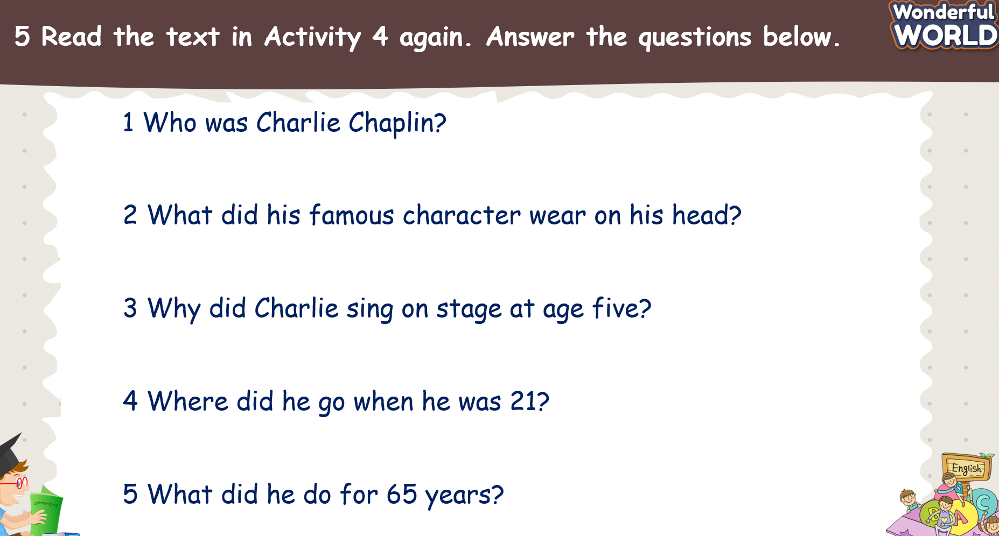 5 Read the text in Activity 4 again. Answer the questions below.
Wonderful
WORLD
1 Who was Charlie Chaplin?
2 What did his famous character wear on his head?
3 Why did Charlie sing on stage at age five?
4 Where did he go when he was 21?
5 What did he do for 65 years?
English
Engineering
B
A
C